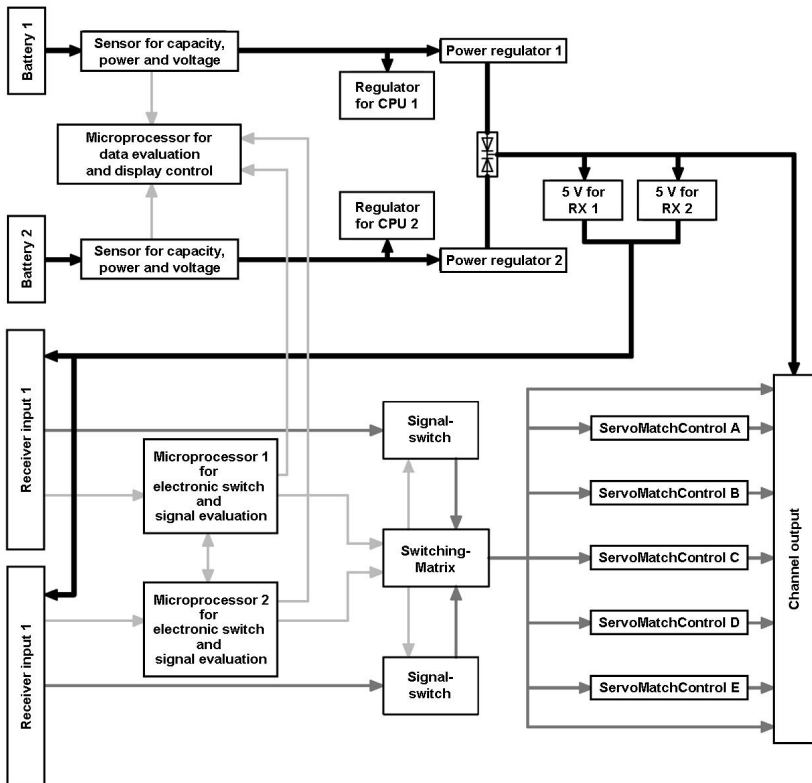 Battery 1
Sensor for capacity,
power and voltage
Power regulator 1
Regulator
for CPU 1
Microprocessor for
data evaluation
and display control
5 V for
RX 1
5 V for
RX 2
Regulator
for CPU 2
Battery 2
Sensor for capacity,
power and voltage
Power regulator 2
Receiver input 1
Signal-
switch
ServoMatchControl A
Microprocessor 1
for
electronic switch
and
signal evaluation
ServoMatchControl B
Switching-
Matrix
ServoMatchControl C
Channel output
Receiver input 1
Microprocessor 2
for
electronic switch
and
signal evaluation
ServoMatchControl D
Signal-
switch
ServoMatchControl E